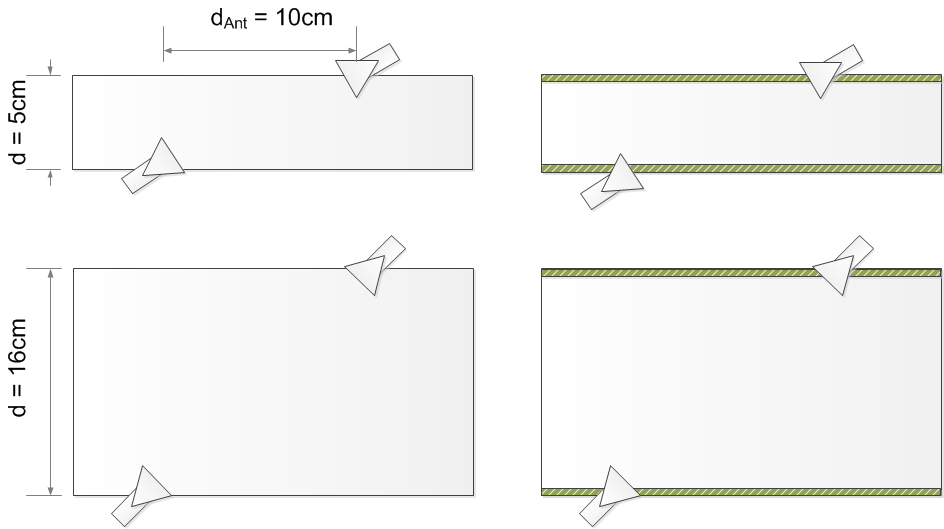 d_Ant = 10cm
d = 5cm
d = 16cm